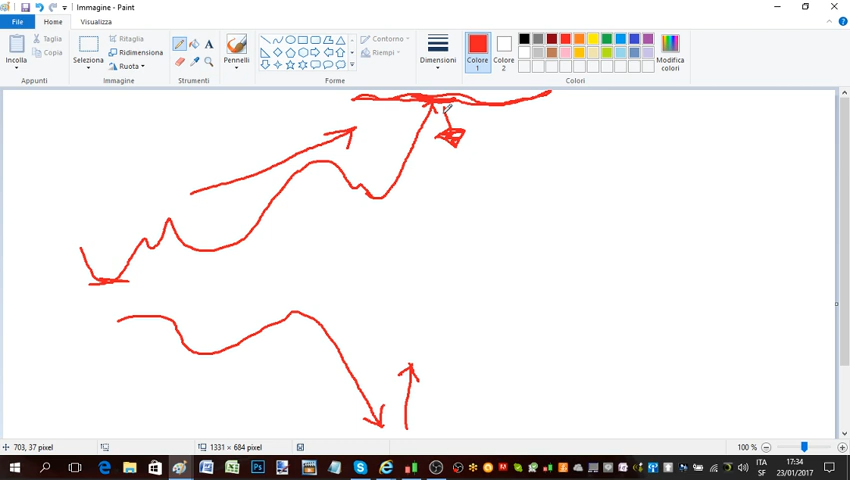 Immagine - Paint
File
Home
Visualizza
Incolla
Taglia
Copia
Appunti
Seleziona
Ritaglia
Ridimensiona
Ruota
Immagine
A
Strumenti
Pennelli
Contorno
Riempi
Forme
Dimensioni
Colore
1
Colore
2
Modifica
colori
Colori
703, 37 pixel
1331 × 684 pixel
100 %
ITA
SF
17:34
23/01/2017